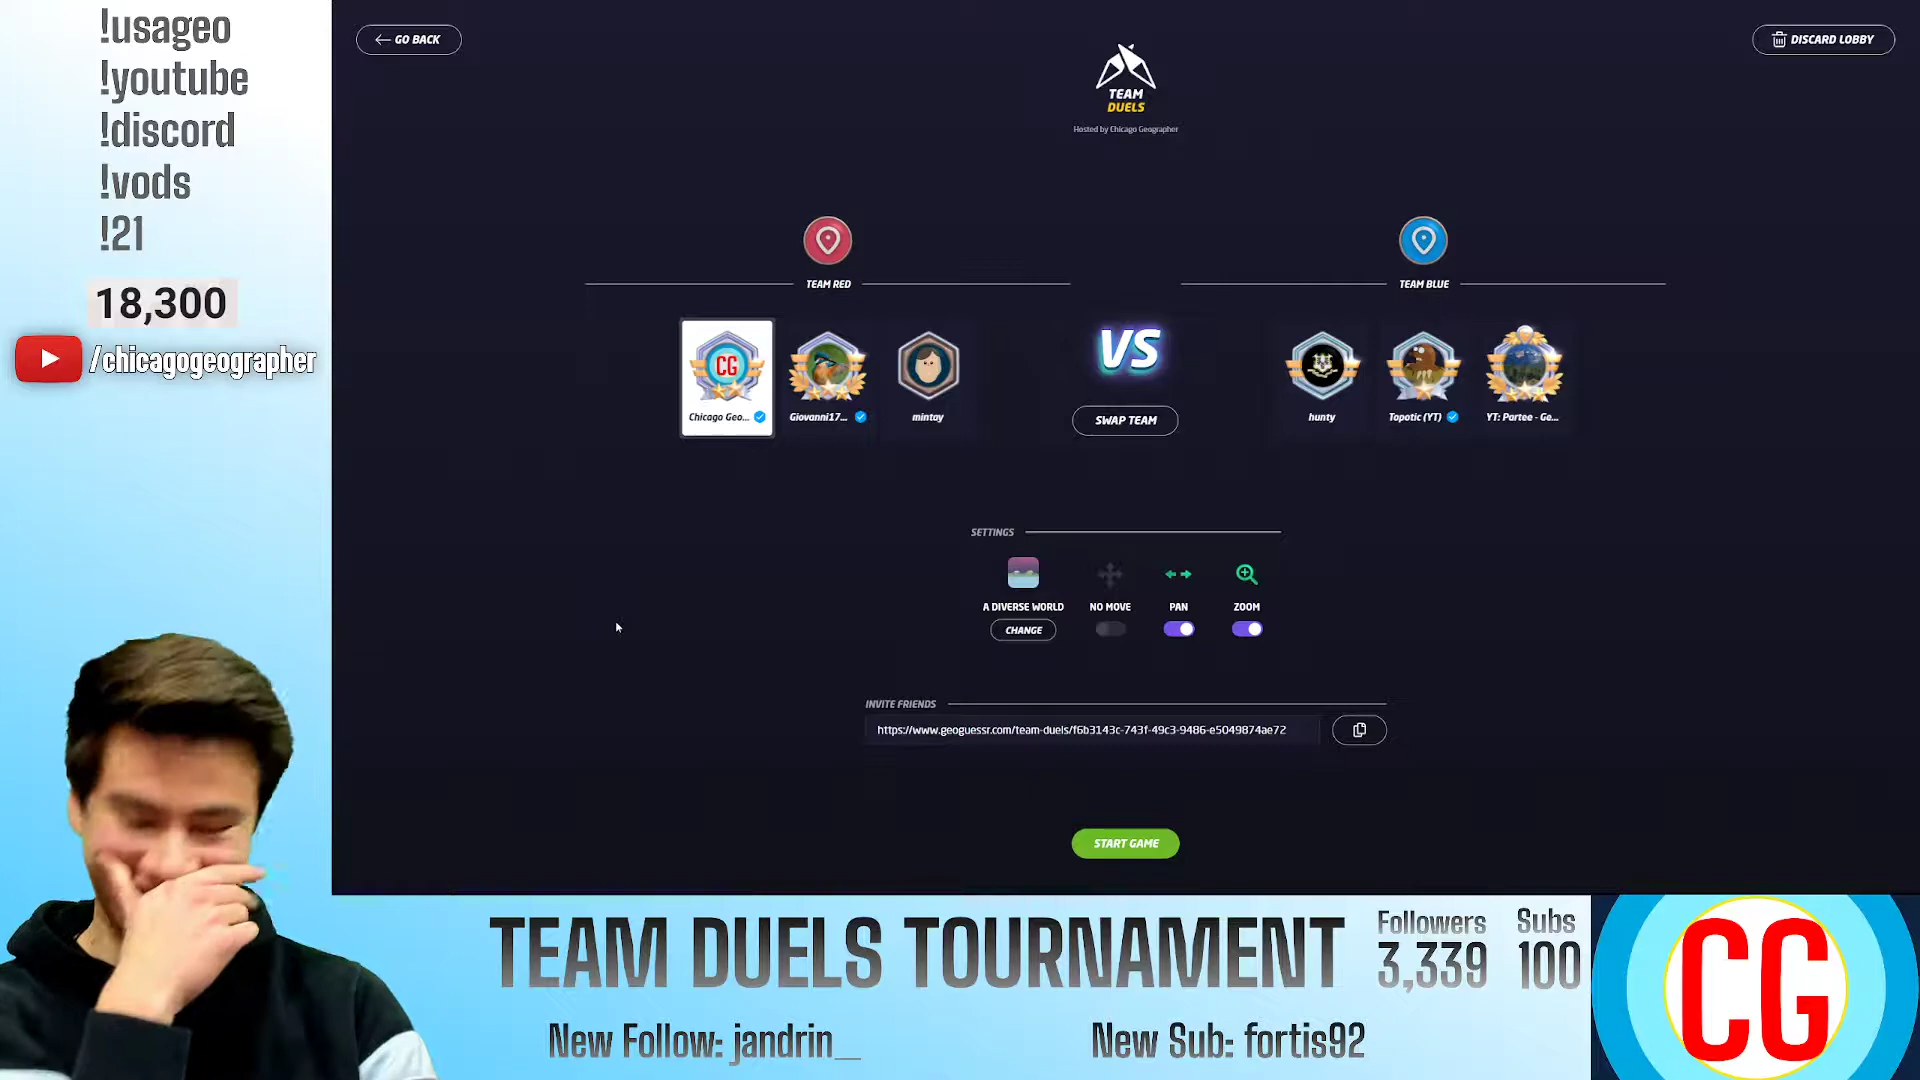 !usageo
!youtube
!discord
!vods
!21
18,300
/chicagogeographer
GO BACK
DISCARD LOBBY
TEAM
DUELS
Hosted by Chicago Geographer
TEAM RED
TEAM BLUE
CG
Chicago Geo...
Giovanni17...
mintay
VS
SWAP TEAM
hunty
Topotic (YT)
YT: Partee - Ge...
SETTINGS
A DIVERSE WORLD
NO MOVE
PAN
ZOOM
CHANGE
INVITE FRIENDS
https://www.geoguessr.com/team-duels/f6b3143c-743f-49c3-9486-e5049874ae72
START GAME
TEAM DUELS TOURNAMENT
Followers
3,339
Subs
100
New Follow: jandrin__
New Sub: fortis92
CG